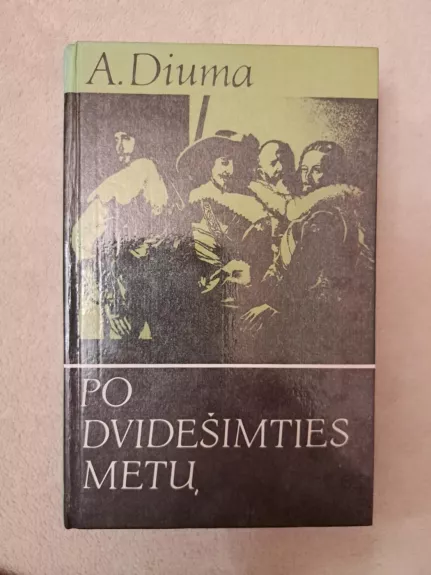 A. Diuma
PO
DVIDEŠIMTIES
METŲ